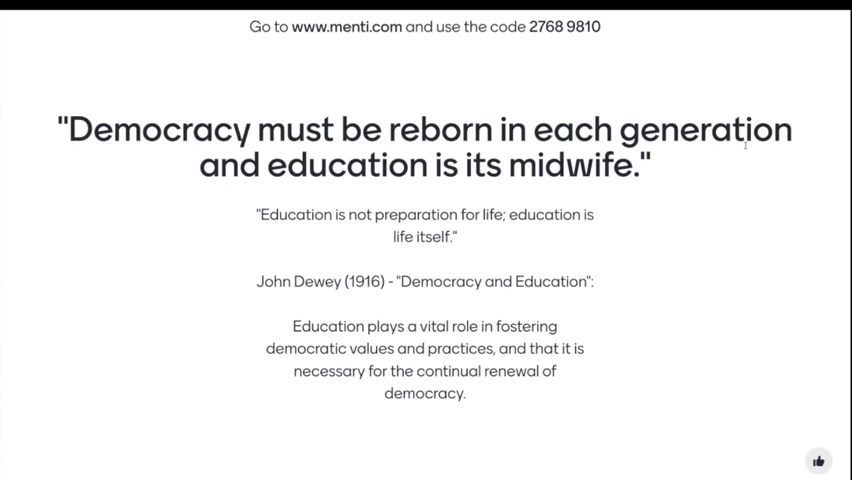 Go to www.menti.com and use the code 2768 9810
"Democracy must be reborn in each generation
and education is its midwife."
"Education is not preparation for life; education is
life itself."
John Dewey (1916) - "Democracy and Education":
Education plays a vital role in fostering
democratic values and practices, and that it is
necessary for the continual renewal of
democracy.